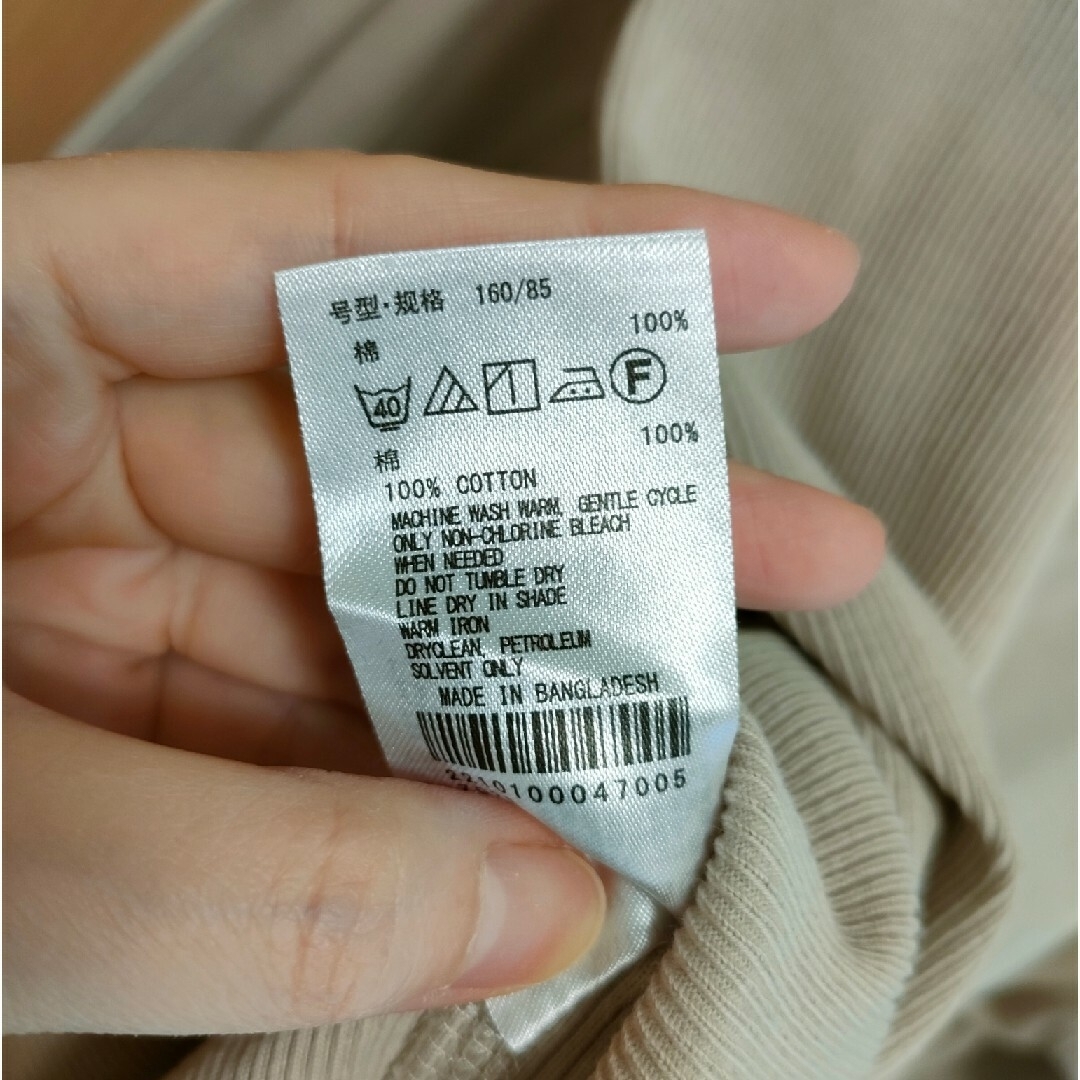 号型·规格 160/85
棉 100%
40 F
棉 100%
100% COTTON
MACHINE WASH WARM, GENTLE CYCLE
ONLY NON-CHLORINE BLEACH
WHEN NEEDED
DO NOT TUMBLE DRY
LINE DRY IN SHADE
WARM IRON
DRYCLEAN, PETROLEUM
SOLVENT ONLY
MADE IN BANGLADESH
2210100047005